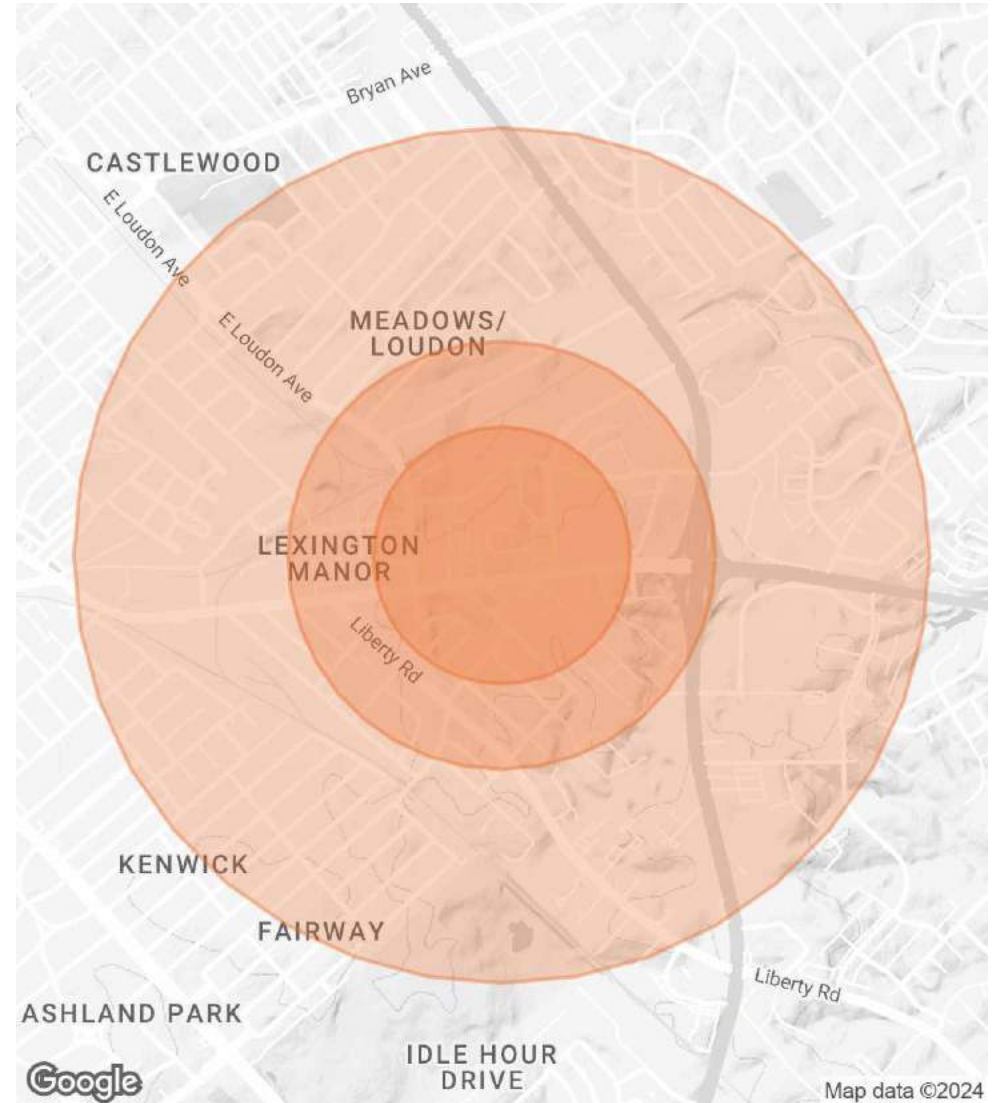 Bryan Ave
CASTLEWOOD
E Loudon Ave
E Loudon Ave
MEADOWS/
LOUDON
LEXINGTON
MANOR
Liberty Rd
KENWICK
FAIRWAY
Liberty Rd
ASHLAND PARK
IDLE HOUR
DRIVE
Google
Map data ©2024